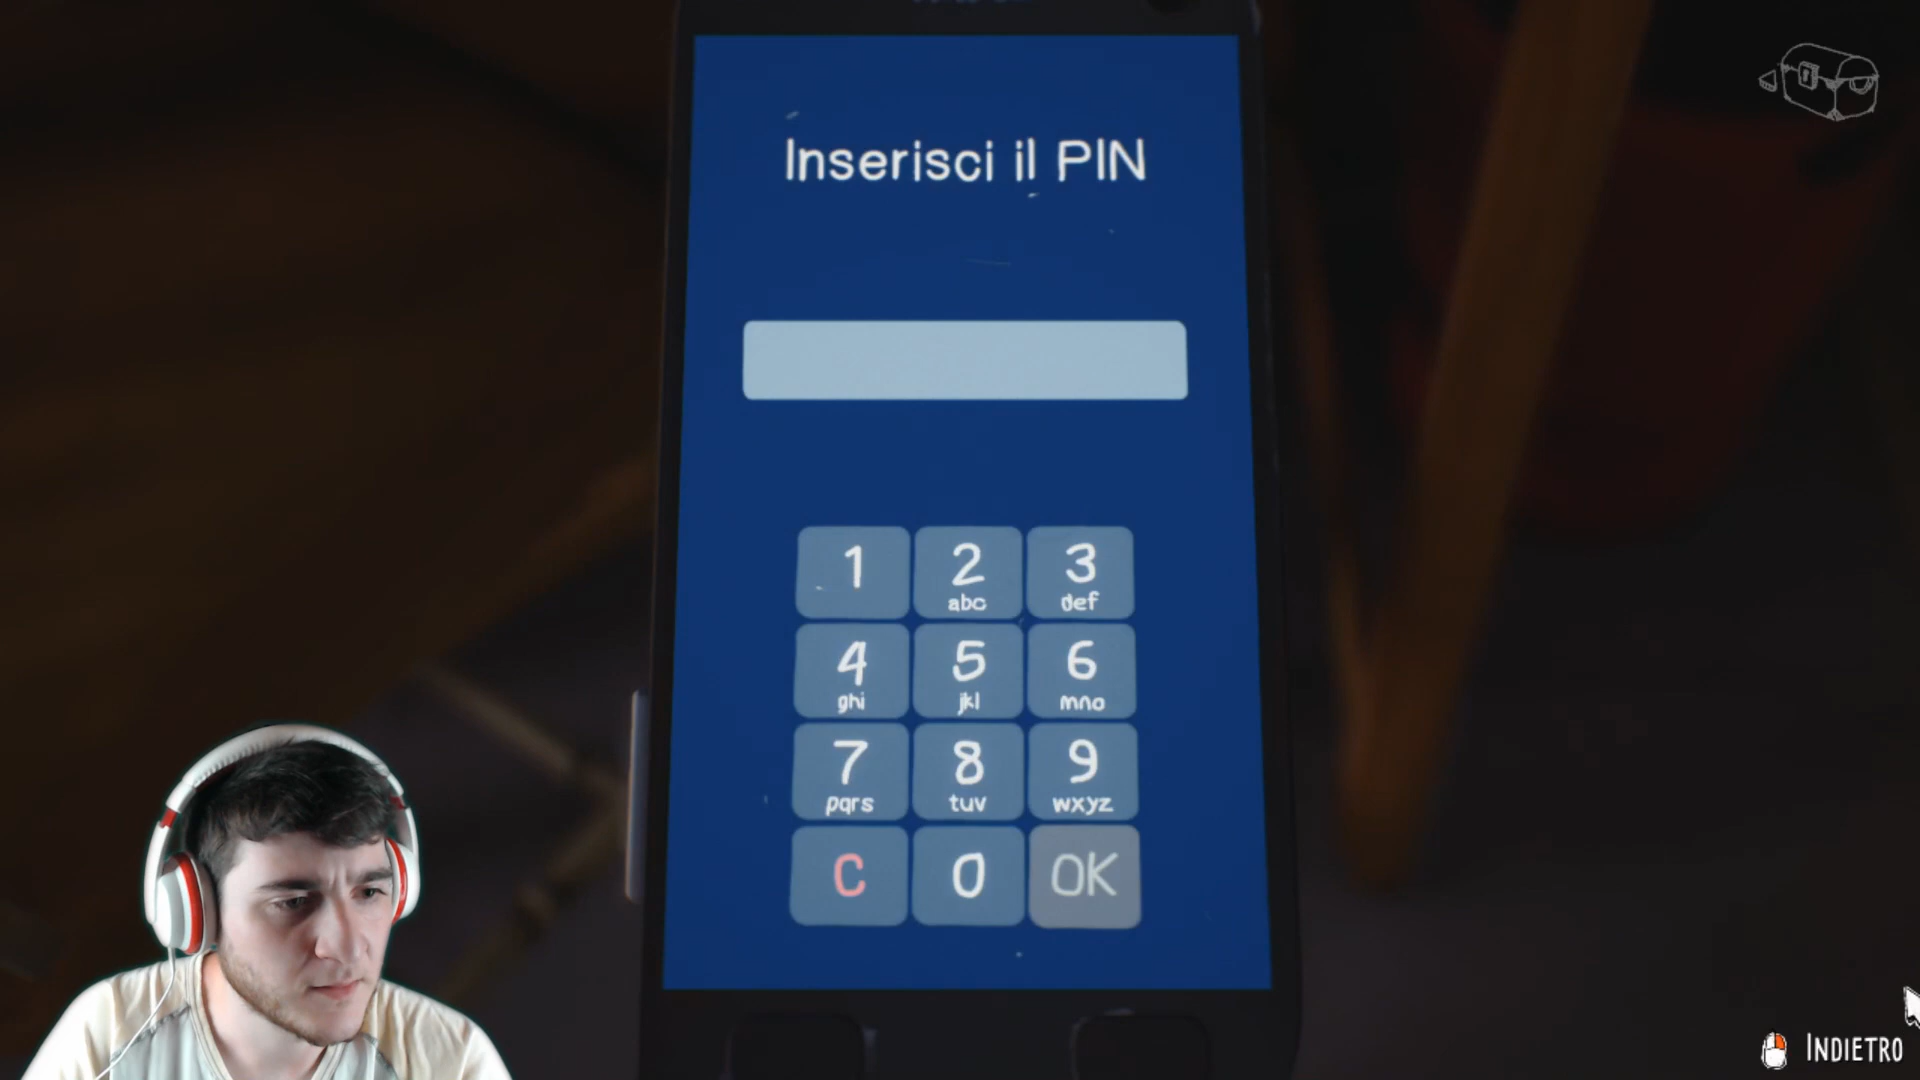 Inserisci il PIN
1 2 3
abc def
4 5 6
ghi jkl mno
7 8 9
pqrs tuv wxyz
C 0 OK
INDIETRO